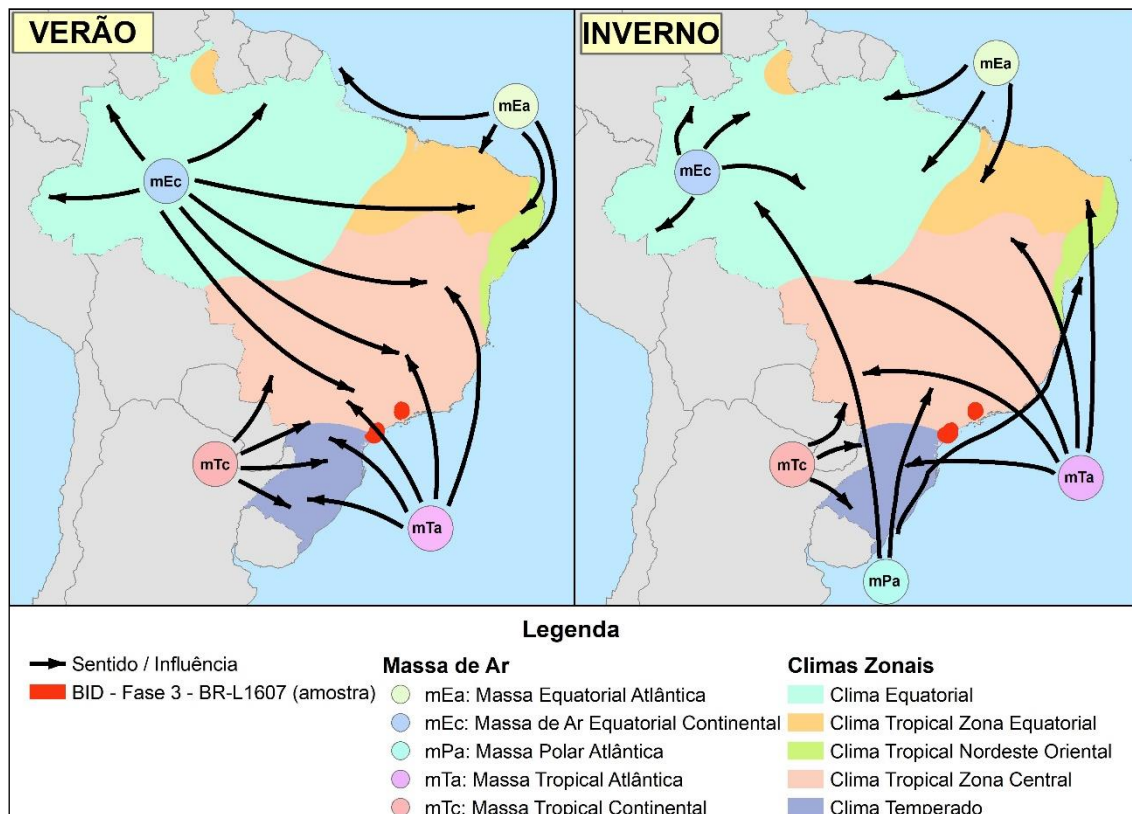 VERÃO
mEa
mEc
mTc
mTa
INVERNO
mEa
mEc
mTc
mTa
mPa
Legenda
Sentido / Influência
BID - Fase 3 - BR-L1607 (amostra)
Massa de Ar
mEa: Massa Equatorial Atlântica
mEc: Massa de Ar Equatorial Continental
mPa: Massa Polar Atlântica
mTa: Massa Tropical Atlântica
mTc: Massa Tropical Continental
Climas Zonais
Clima Equatorial
Clima Tropical Zona Equatorial
Clima Tropical Nordeste Oriental
Clima Tropical Zona Central
Clima Temperado